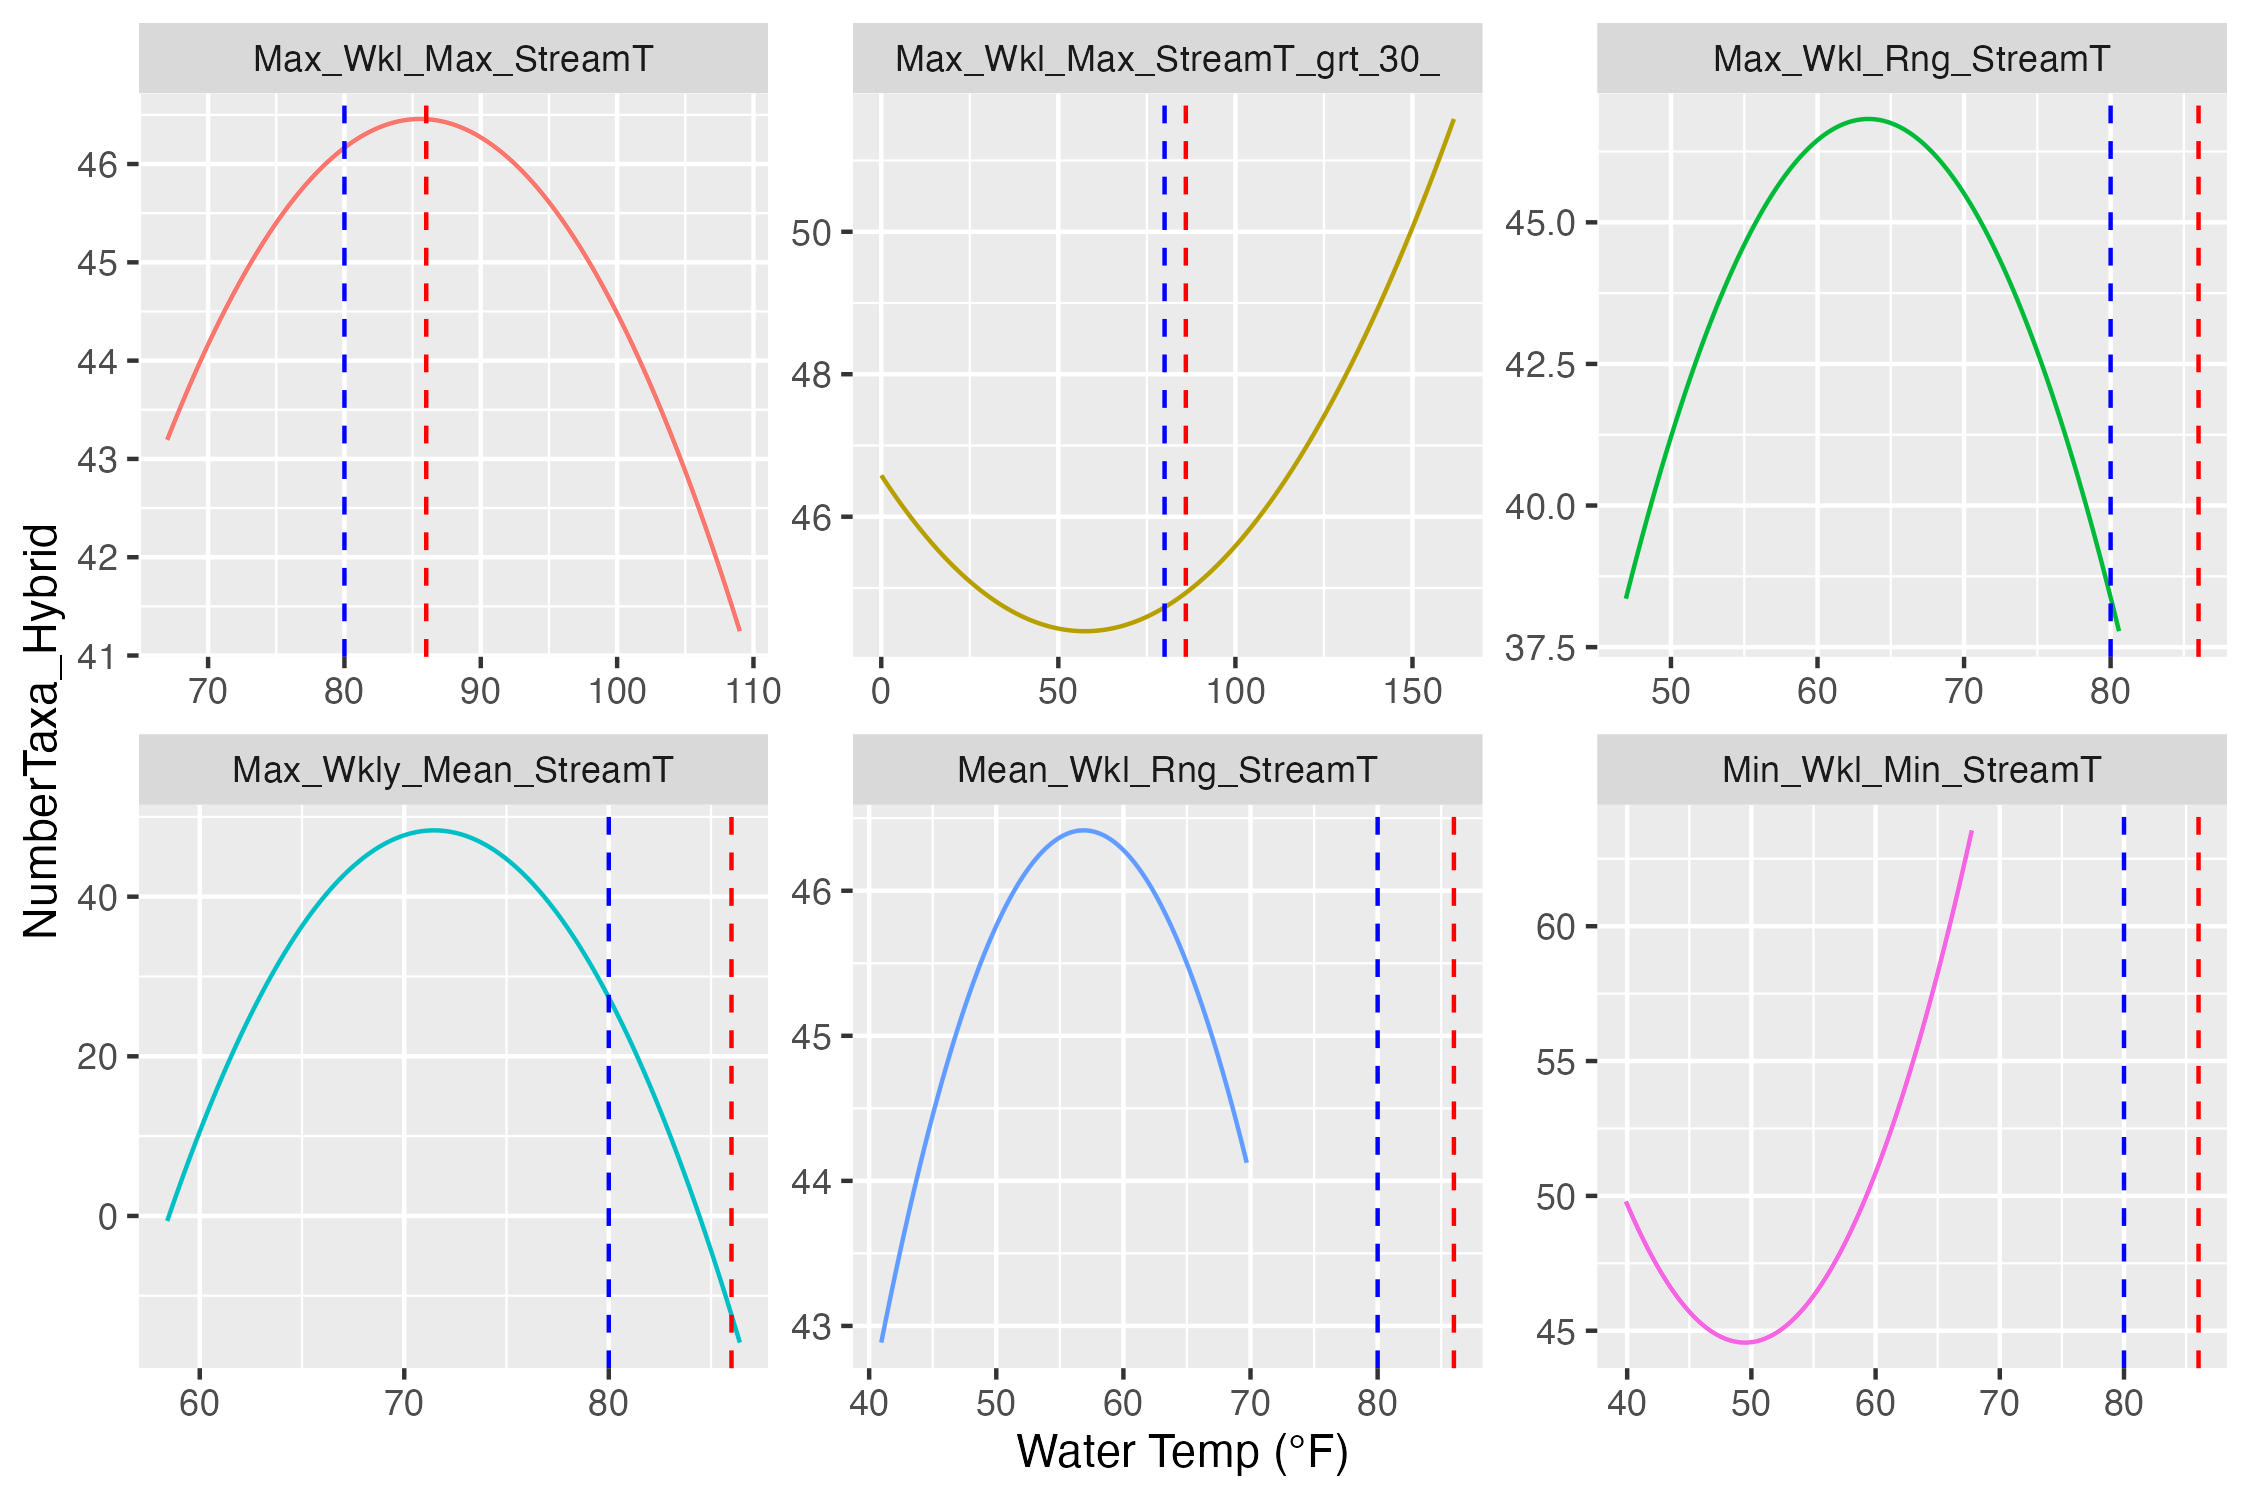 Max_Wkl_Max_StreamT
Max_Wkl_Max_StreamT_grt_30_
Max_Wkl_Rng_StreamT
46
45
44
43
42
41
70 80 90 100 110
50
48
46
0 50 100 150
45.0
42.5
40.0
37.5
50 60 70 80
NumberTaxa_Hybrid
Max_Wkly_Mean_StreamT
Mean_Wkl_Rng_StreamT
Min_Wkl_Min_StreamT
40
20
0
60 70 80
46
45
44
43
40 50 60 70 80
60
55
50
45
40 50 60 70 80
Water Temp (°F)